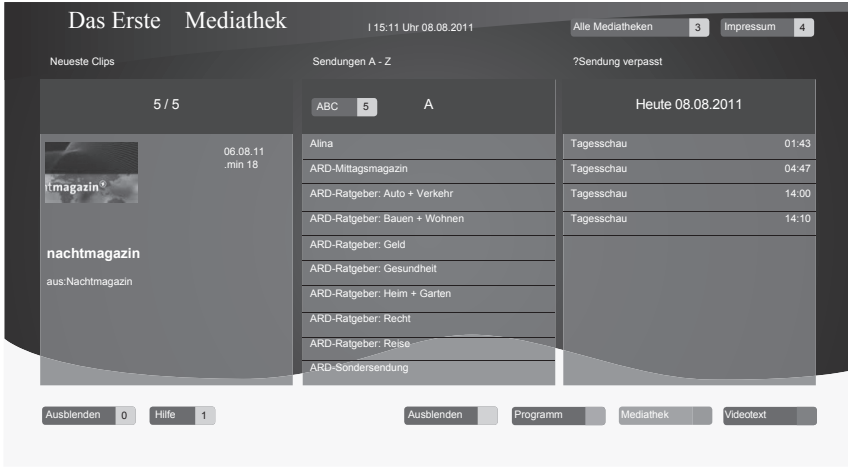 Das Erste Mediathek
I 15:11 Uhr 08.08.2011
Alle Mediatheken 3
Impressum 4
Neueste Clips
Sendungen A - Z
?Sendung verpasst
5 / 5
ABC 5
A
Heute 08.08.2011
06.08.11
.min 18
tmagazin
nachtmagazin
aus:Nachtmagazin
Alina
ARD-Mittagsmagazin
ARD-Ratgeber: Auto + Verkehr
ARD-Ratgeber: Bauen + Wohnen
ARD-Ratgeber: Geld
ARD-Ratgeber: Gesundheit
ARD-Ratgeber: Heim + Garten
ARD-Ratgeber: Recht
ARD-Ratgeber: Reise
ARD-Sondersendung
Tagesschau 01:43
Tagesschau 04:47
Tagesschau 14:00
Tagesschau 14:10
Ausblenden 0
Hilfe 1
Ausblenden
Programm
Mediathek
Videotext